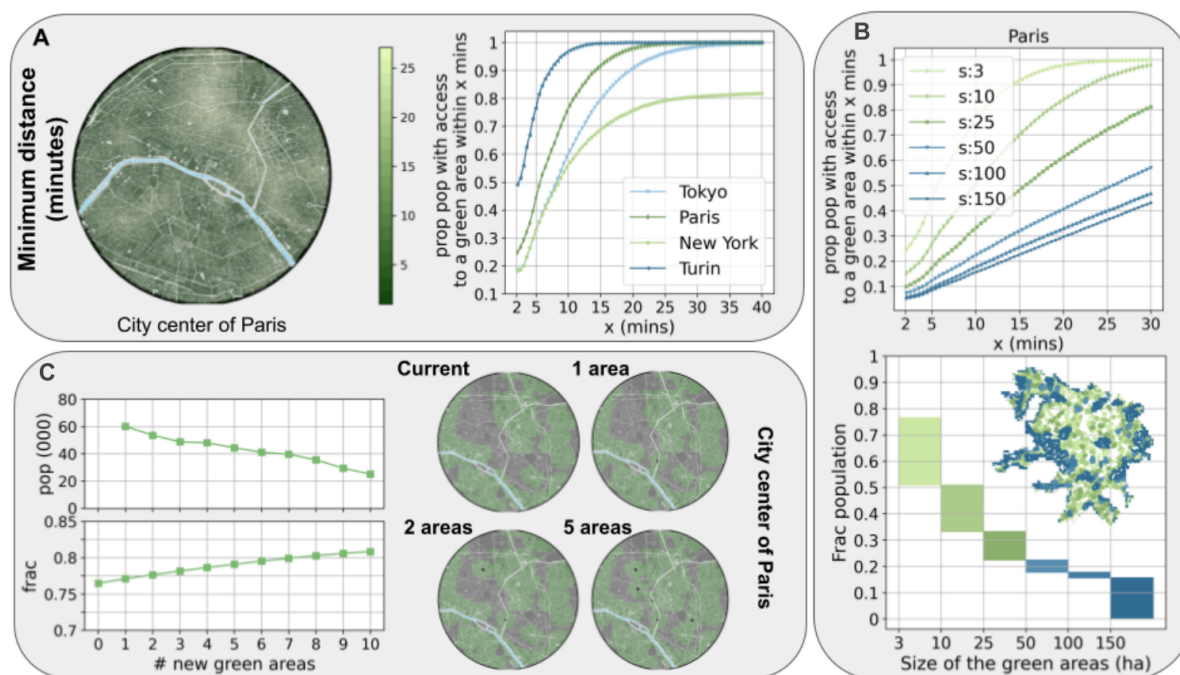 A
Minimum distance
(minutes)
25
20
15
10
5
City center of Paris
prop pop with access
to a green area within x mins
1
0.9
0.8
0.7
0.6
0.5
0.4
0.3
0.2
0.1
Tokyo
Paris
New York
Turin
2 5 10 15 20 25 30 35 40
x (mins)
B
Paris
prop pop with access
to a green area within x mins
1
0.9
0.8
0.7
0.6
0.5
0.4
0.3
0.2
0.1
0
s:3
s:10
s:25
s:50
s:100
s:150
2 5 10 15 20 25 30
x (mins)
Frac population
1
0.9
0.8
0.7
0.6
0.5
0.4
0.3
0.2
0.1
0
3 10 25 50 100 150
Size of the green areas (ha)
C
pop (000)
80
60
40
20
0
frac
0.85
0.8
0.75
0.7
0 1 2 3 4 5 6 7 8 9 10
# new green areas
Current
1 area
2 areas
5 areas
City center of Paris